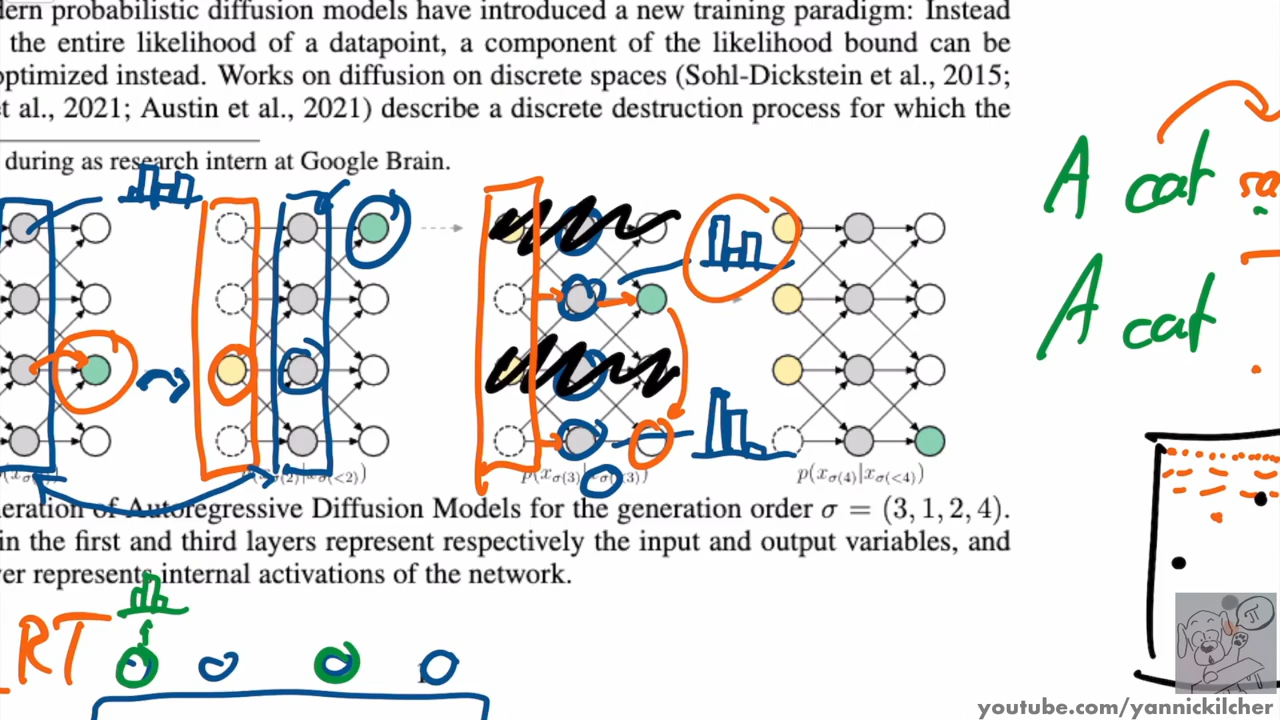 dern probabilistic diffusion models have introduced a new training paradigm: Instead
the entire likelihood of a datapoint, a component of the likelihood bound can be
optimized instead. Works on diffusion on discrete spaces (Sohl-Dickstein et al., 2015;
t al., 2021; Austin et al., 2021) describe a discrete destruction process for which the
during as research intern at Google Brain.
A cat
A cat
p(x_{σ(4)}|x_{σ(<4)})
eration of Autoregressive Diffusion Models for the generation order σ = (3, 1, 2, 4).
in the first and third layers represent respectively the input and output variables, and
er represents internal activations of the network.
RT
π
youtube.com/yannickilcher